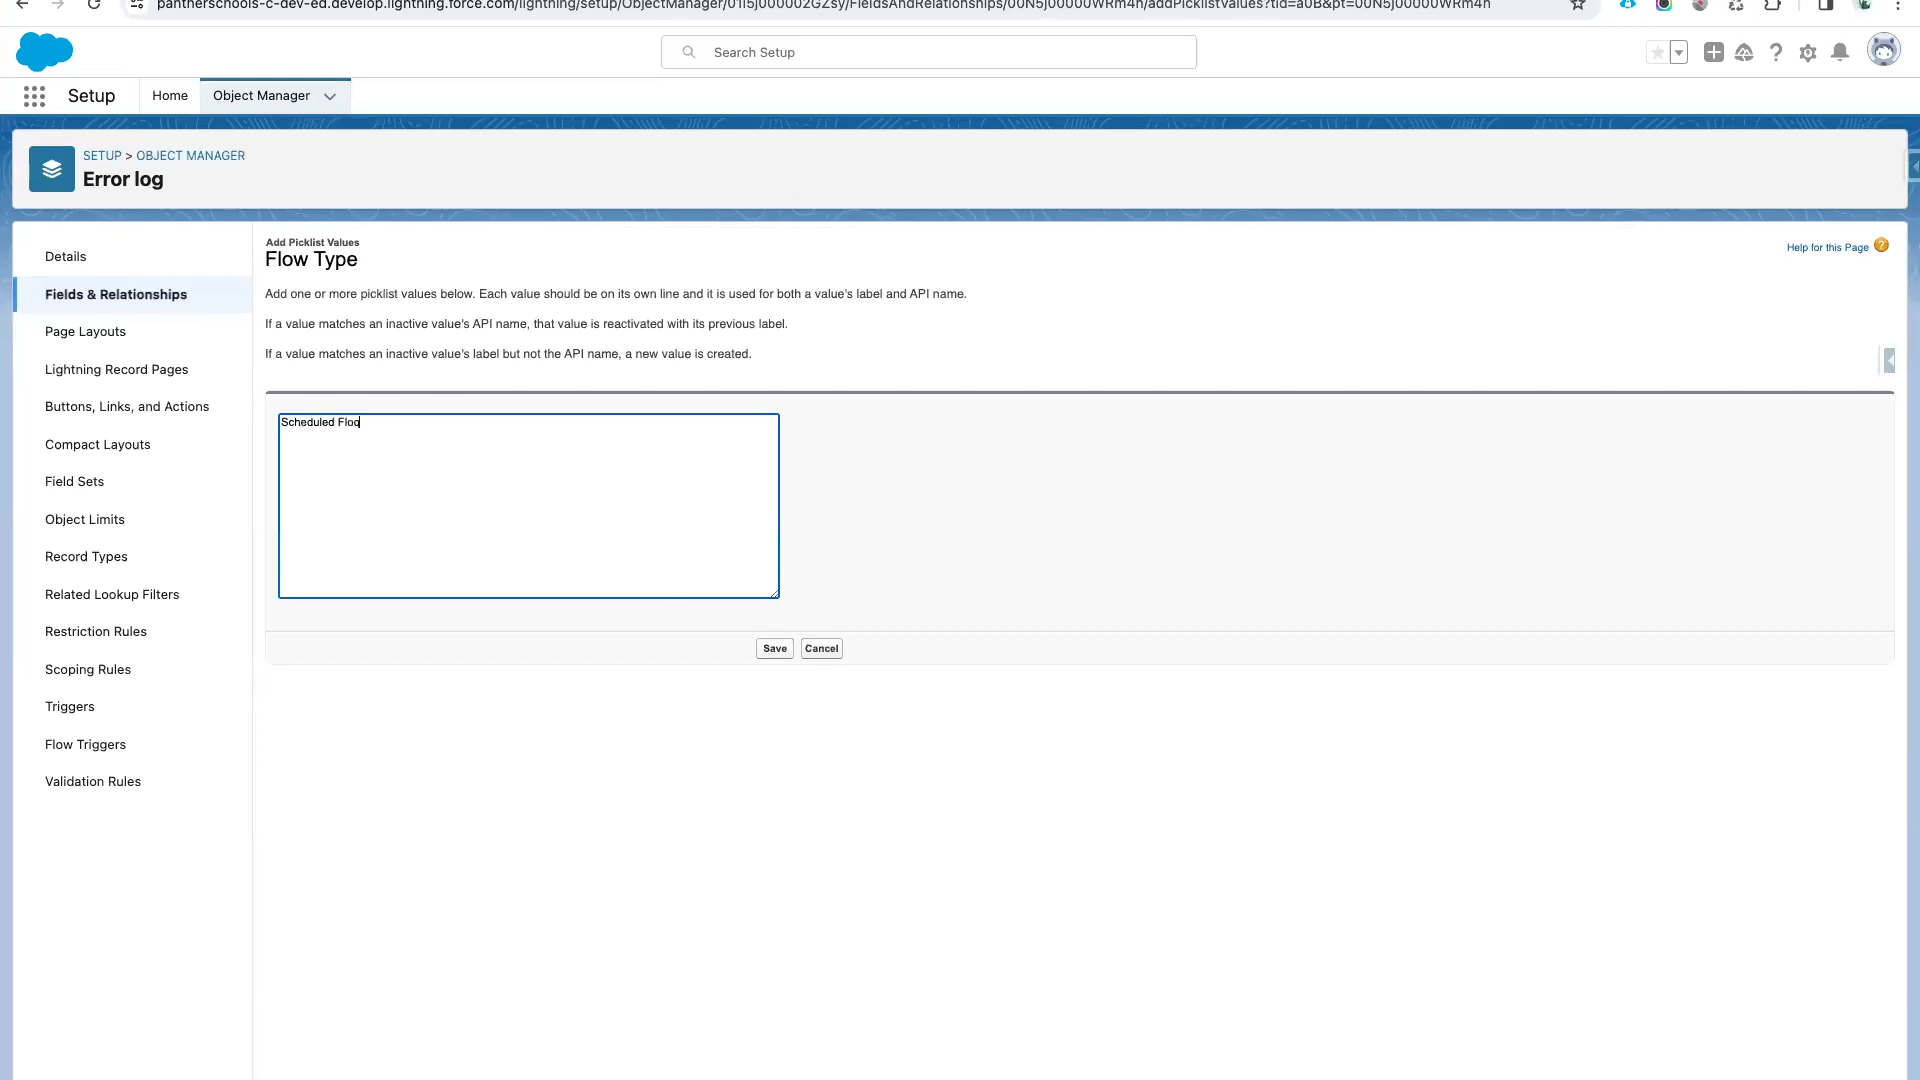 pantherschools-c-dev-ed.develop.lightning.force.com/lightning/setup/ObjectManager/01I5j000002GZsy/FieldsAndRelationships/00N5j00000WRm4h/addPicklistValues?tid=a0B&pt=00N5j00000WRm4h
Search Setup
Setup
Home
Object Manager
SETUP > OBJECT MANAGER
Error log
Details
Fields & Relationships
Page Layouts
Lightning Record Pages
Buttons, Links, and Actions
Compact Layouts
Field Sets
Object Limits
Record Types
Related Lookup Filters
Restriction Rules
Scoping Rules
Triggers
Flow Triggers
Validation Rules
Add Picklist Values
Flow Type
Help for this Page
Add one or more picklist values below. Each value should be on its own line and it is used for both a value's label and API name.
If a value matches an inactive value's API name, that value is reactivated with its previous label.
If a value matches an inactive value's label but not the API name, a new value is created.
Scheduled Floq
Save
Cancel